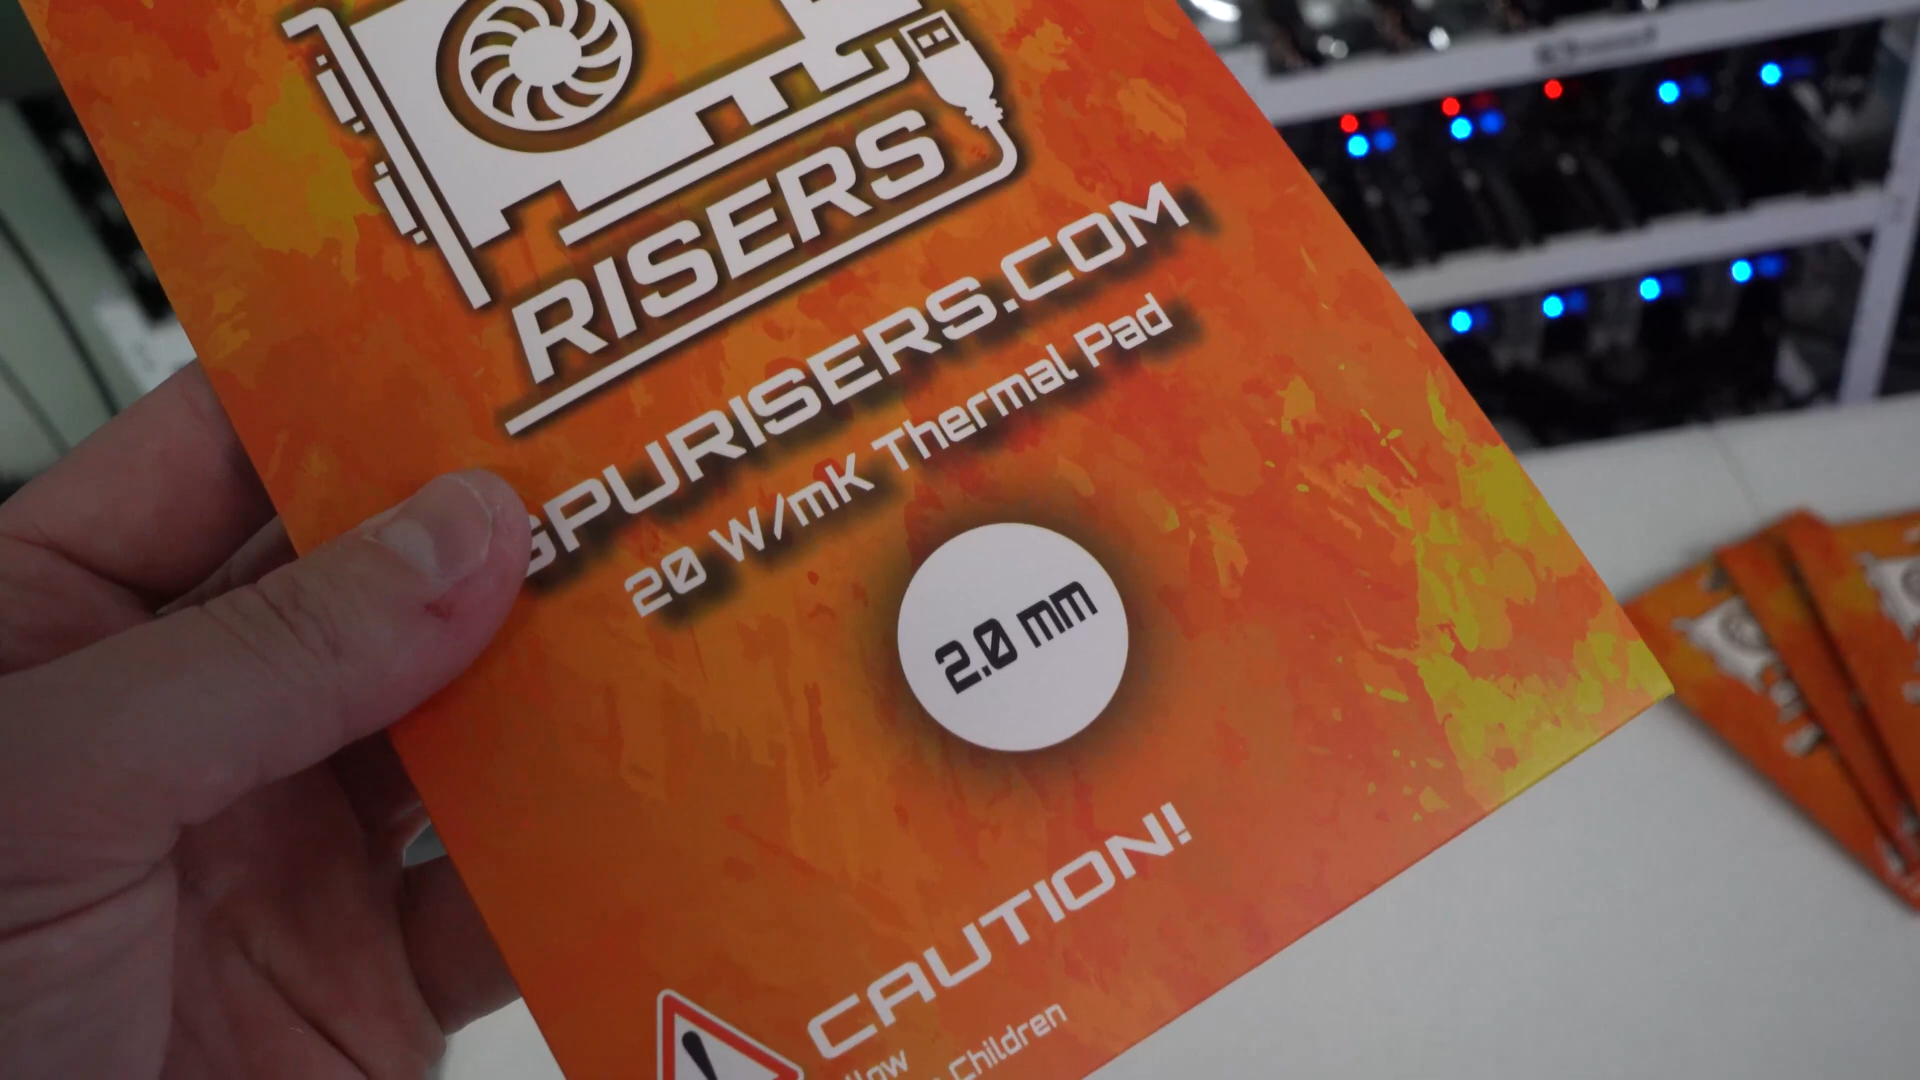 RISERS
GPURISERS.COM
20 W/mK Thermal Pad
2.0 mm
CAUTION!
Children